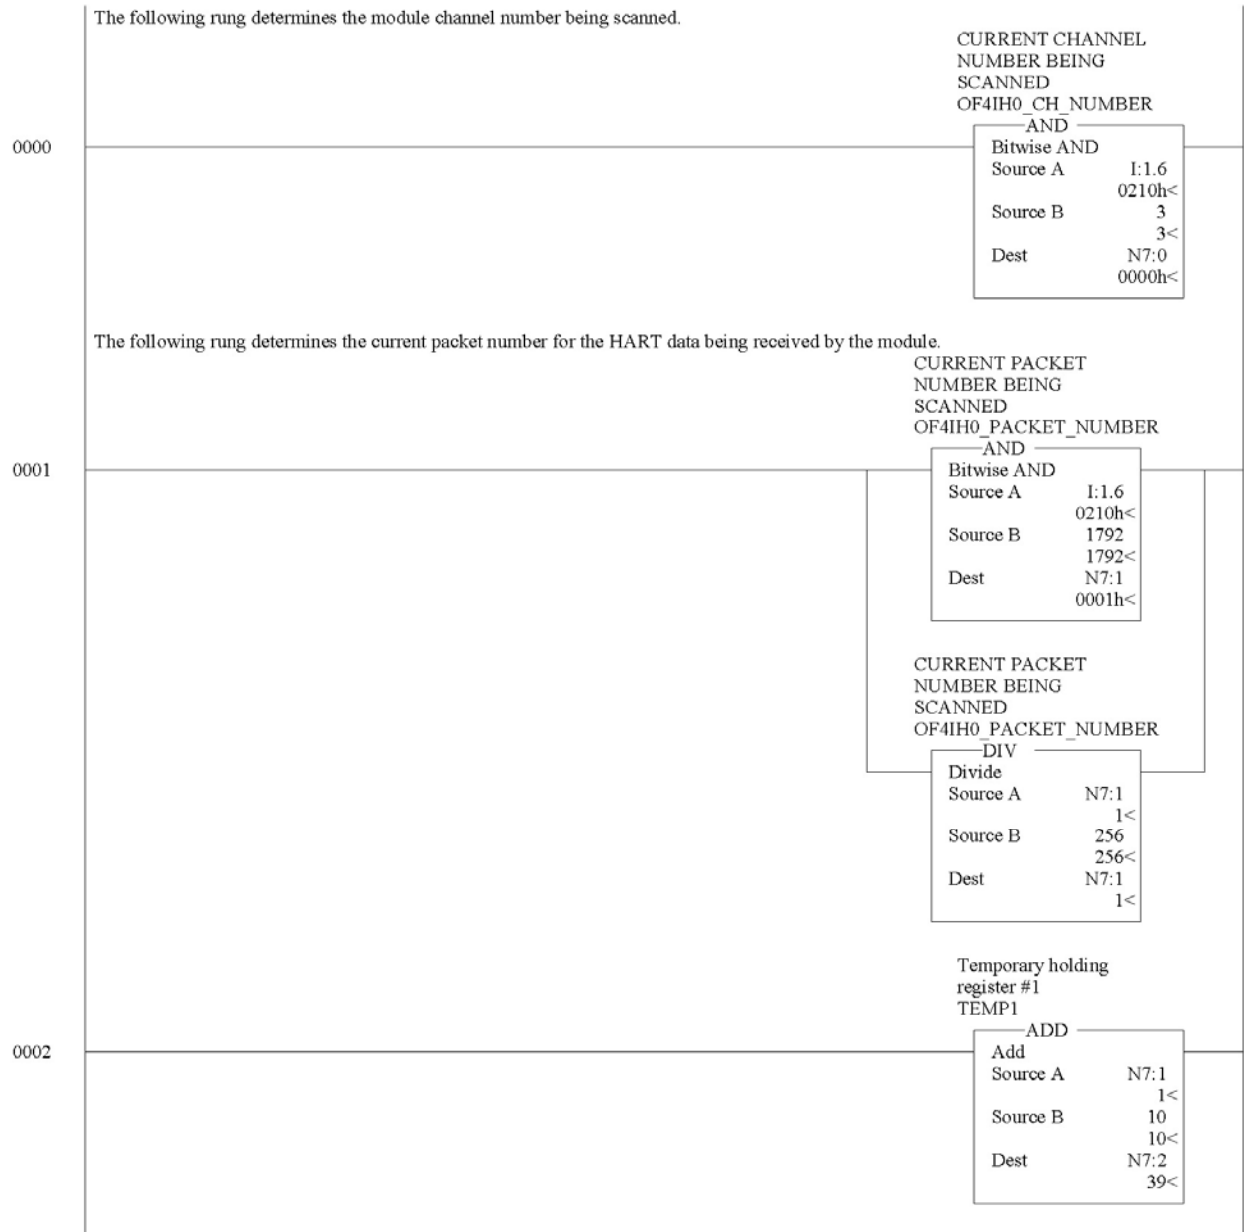 The following rung determines the module channel number being scanned.
CURRENT CHANNEL
NUMBER BEING
SCANNED
OF4IH0_CH_NUMBER
AND
0000
Bitwise AND
Source A I:1.6
0210h<
Source B 3
3<
Dest N7:0
0000h<
The following rung determines the current packet number for the HART data being received by the module.
CURRENT PACKET
NUMBER BEING
SCANNED
OF4IH0_PACKET_NUMBER
AND
0001
Bitwise AND
Source A I:1.6
0210h<
Source B 1792
1792<
Dest N7:1
0001h<
CURRENT PACKET
NUMBER BEING
SCANNED
OF4IH0_PACKET_NUMBER
DIV
Divide
Source A N7:1
1<
Source B 256
256<
Dest N7:1
1<
Temporary holding
register #1
TEMP1
ADD
0002
Add
Source A N7:1
1<
Source B 10
10<
Dest N7:2
39<